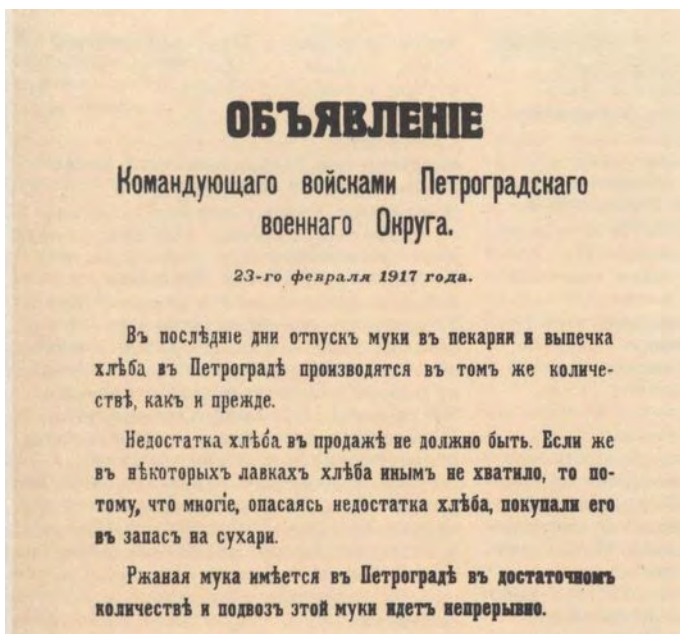 ОБЪЯВЛЕНІЕ
Командующаго войсками Петроградскаго
военнаго Округа.
23-го февраля 1917 года.
Въ послѣдніе дни отпускъ муки въ пекарни и выпечка
хлѣба въ Петроградѣ производятся въ томъ же количе-
ствѣ, какъ и прежде.
Недостатка хлѣба въ продажѣ не должно быть. Если же
въ нѣкоторыхъ лавкахъ хлѣба инымъ не хватило, то по-
тому, что многіе, опасаясь недостатка хлѣба, покупали его
въ запасъ на сухари.
Ржаная мука имѣется въ Петроградѣ въ достаточномъ
количествѣ и подвозъ этой муки идетъ непрерывно.